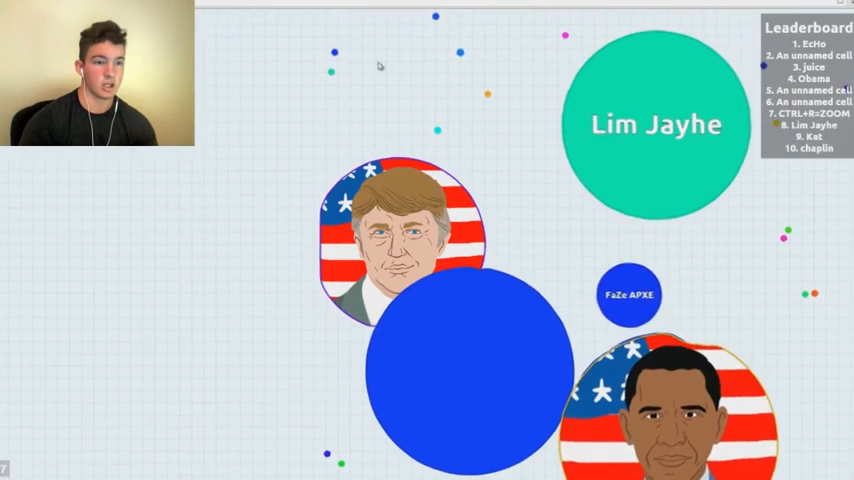 Leaderboard
1. EcHo
2. An unnamed cell
3. juice
4. Obama
5. An unnamed cell
6. An unnamed cell
7. CTRL+R=ZOOM
8. Lim Jayhe
9. Kat
10. chaplin
Lim Jayhe
FaZe APXE
7